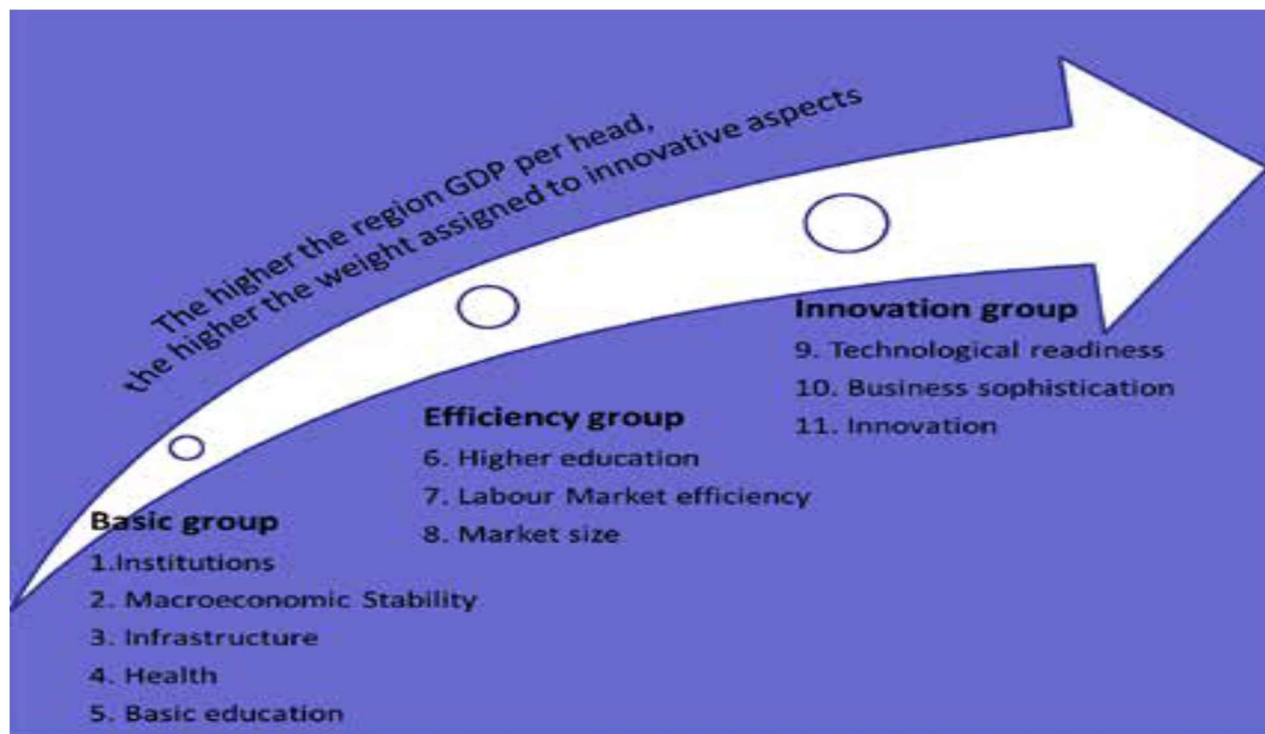 The higher the region GDP per head,
the higher the weight assigned to innovative aspects
Basic group
1.Institutions
2. Macroeconomic Stability
3. Infrastructure
4. Health
5. Basic education
Efficiency group
6. Higher education
7. Labour Market efficiency
8. Market size
Innovation group
9. Technological readiness
10. Business sophistication
11. Innovation